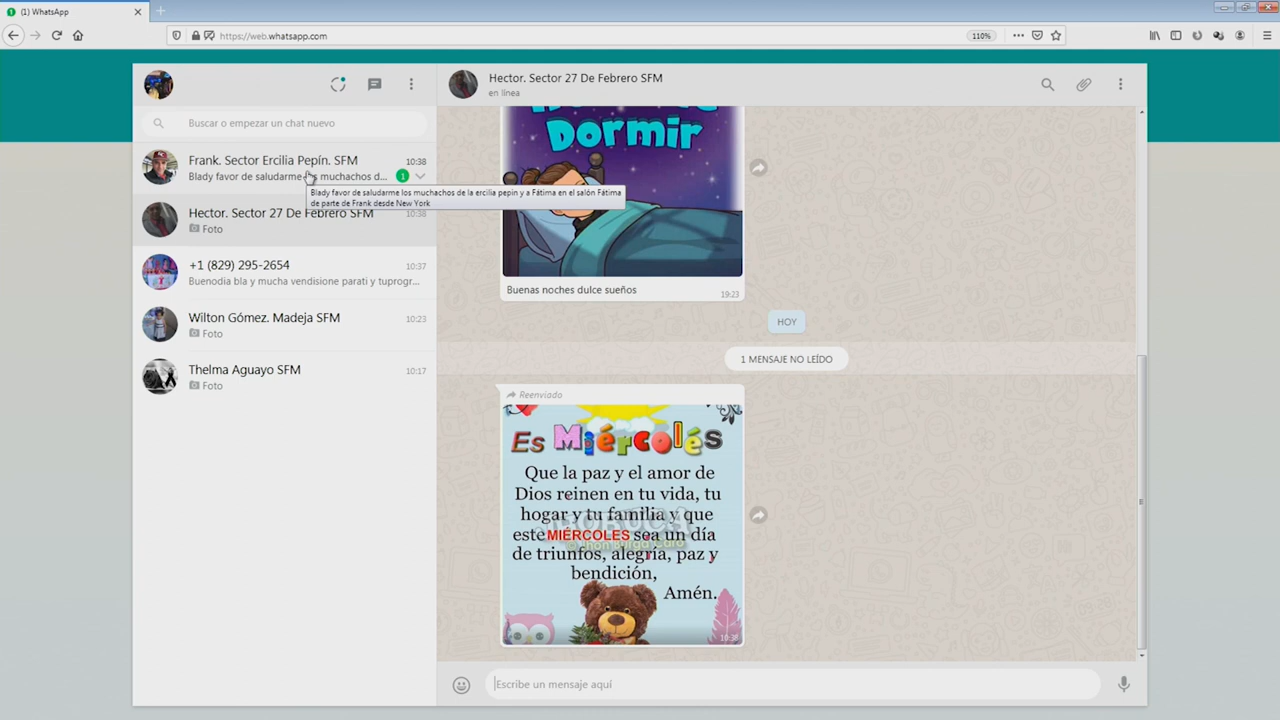 (1) WhatsApp
https://web.whatsapp.com
110%
Buscar o empezar un chat nuevo
Frank. Sector Ercilia Pepín. SFM
10:38
Blady favor de saludarme los muchachos d...
1
Blady favor de saludarme los muchachos de la ercilia pepin y a Fátima en el salón Fátima
de parte de Frank desde New York
Hector. Sector 27 De Febrero SFM
10:38
Foto
+1 (829) 295-2654
10:37
Buenodia bla y mucha vendisione parati y tuprogr...
Wilton Gómez. Madeja SFM
10:23
Foto
Thelma Aguayo SFM
10:17
Foto
Hector. Sector 27 De Febrero SFM
en línea
Dormir
Buenas noches dulce sueños
19:23
HOY
1 MENSAJE NO LEÍDO
Reenviado
Es Miércolés
Que la paz y el amor de
Dios reinen en tu vida, tu
hogar y tu familia y que
este MIÉRCOLES sea un día
de triunfos, alegría, paz y
bendición,
Amén.
10:38
Escribe un mensaje aquí